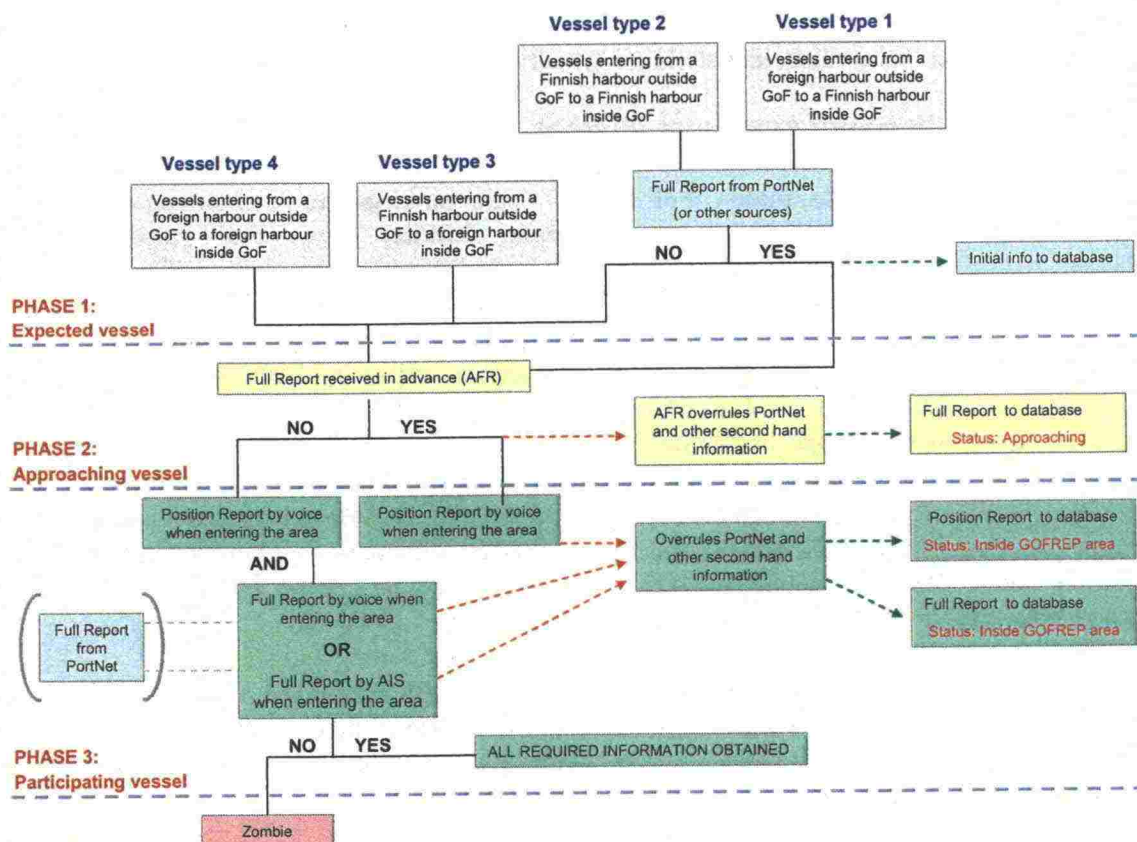 Vessel type 2
Vessel type 1
Vessels entering from a
Finnish harbour outside
GoF to a Finnish harbour
inside GoF
Vessels entering from a
foreign harbour outside
GoF to a Finnish harbour
inside GoF
Vessel type 4
Vessel type 3
Vessels entering from a
foreign harbour outside
GoF to a foreign harbour
inside GoF
Vessels entering from a
Finnish harbour outside
GoF to a foreign harbour
inside GoF
Full Report from PortNet
(or other sources)
NO
YES
Initial info to database
PHASE 1:
Expected vessel
Full Report received in advance (AFR)
NO
YES
AFR overrules PortNet
and other second hand
information
Full Report to database
Status: Approaching
PHASE 2:
Approaching vessel
Position Report by voice
when entering the area
Position Report by voice
when entering the area
Overrules PortNet and
other second hand
information
Position Report to database
Status: Inside GOFREP area
AND
Full Report by voice when
entering the area
OR
Full Report by AIS
when entering the area
Full Report
from
PortNet
Full Report to database
Status: Inside GOFREP area
NO
YES
ALL REQUIRED INFORMATION OBTAINED
PHASE 3:
Participating vessel
Zombie